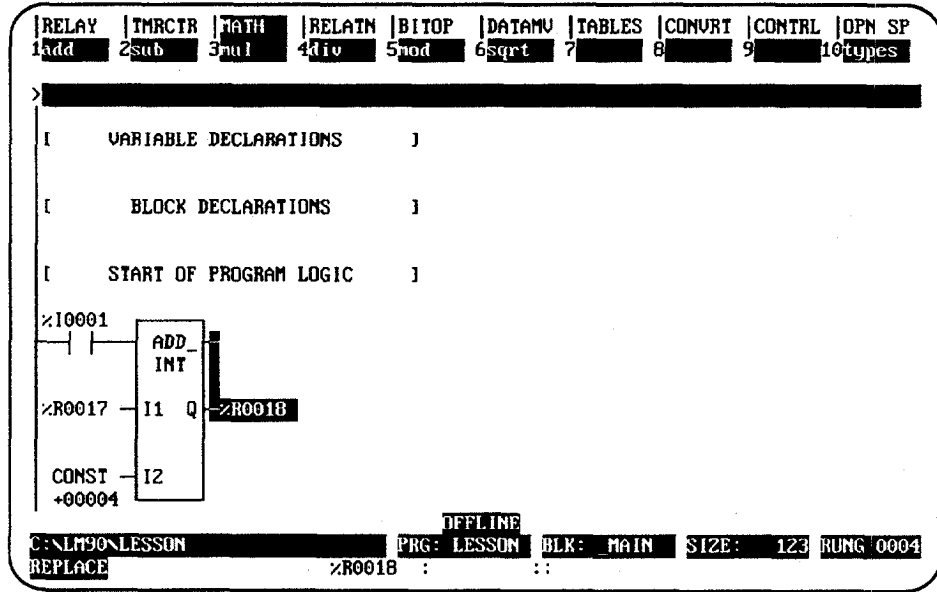 |RELAY |TMRCTR |MATH |RELATN |BITOP |DATAMV |TABLES |CONVRT |CONTRL |OPN SP
1add 2sub 3mul 4div 5mod 6sqrt 7 8 9 10types
>
[ VARIABLE DECLARATIONS ]
[ BLOCK DECLARATIONS ]
[ START OF PROGRAM LOGIC ]
%I0001
ADD_
INT
%R0017 I1 Q %R0018
CONST I2
+00004
OFFLINE
C:\LM90\LESSON PRG: LESSON BLK: _MAIN SIZE: 123 RUNG 0004
REPLACE %R0018 : ::